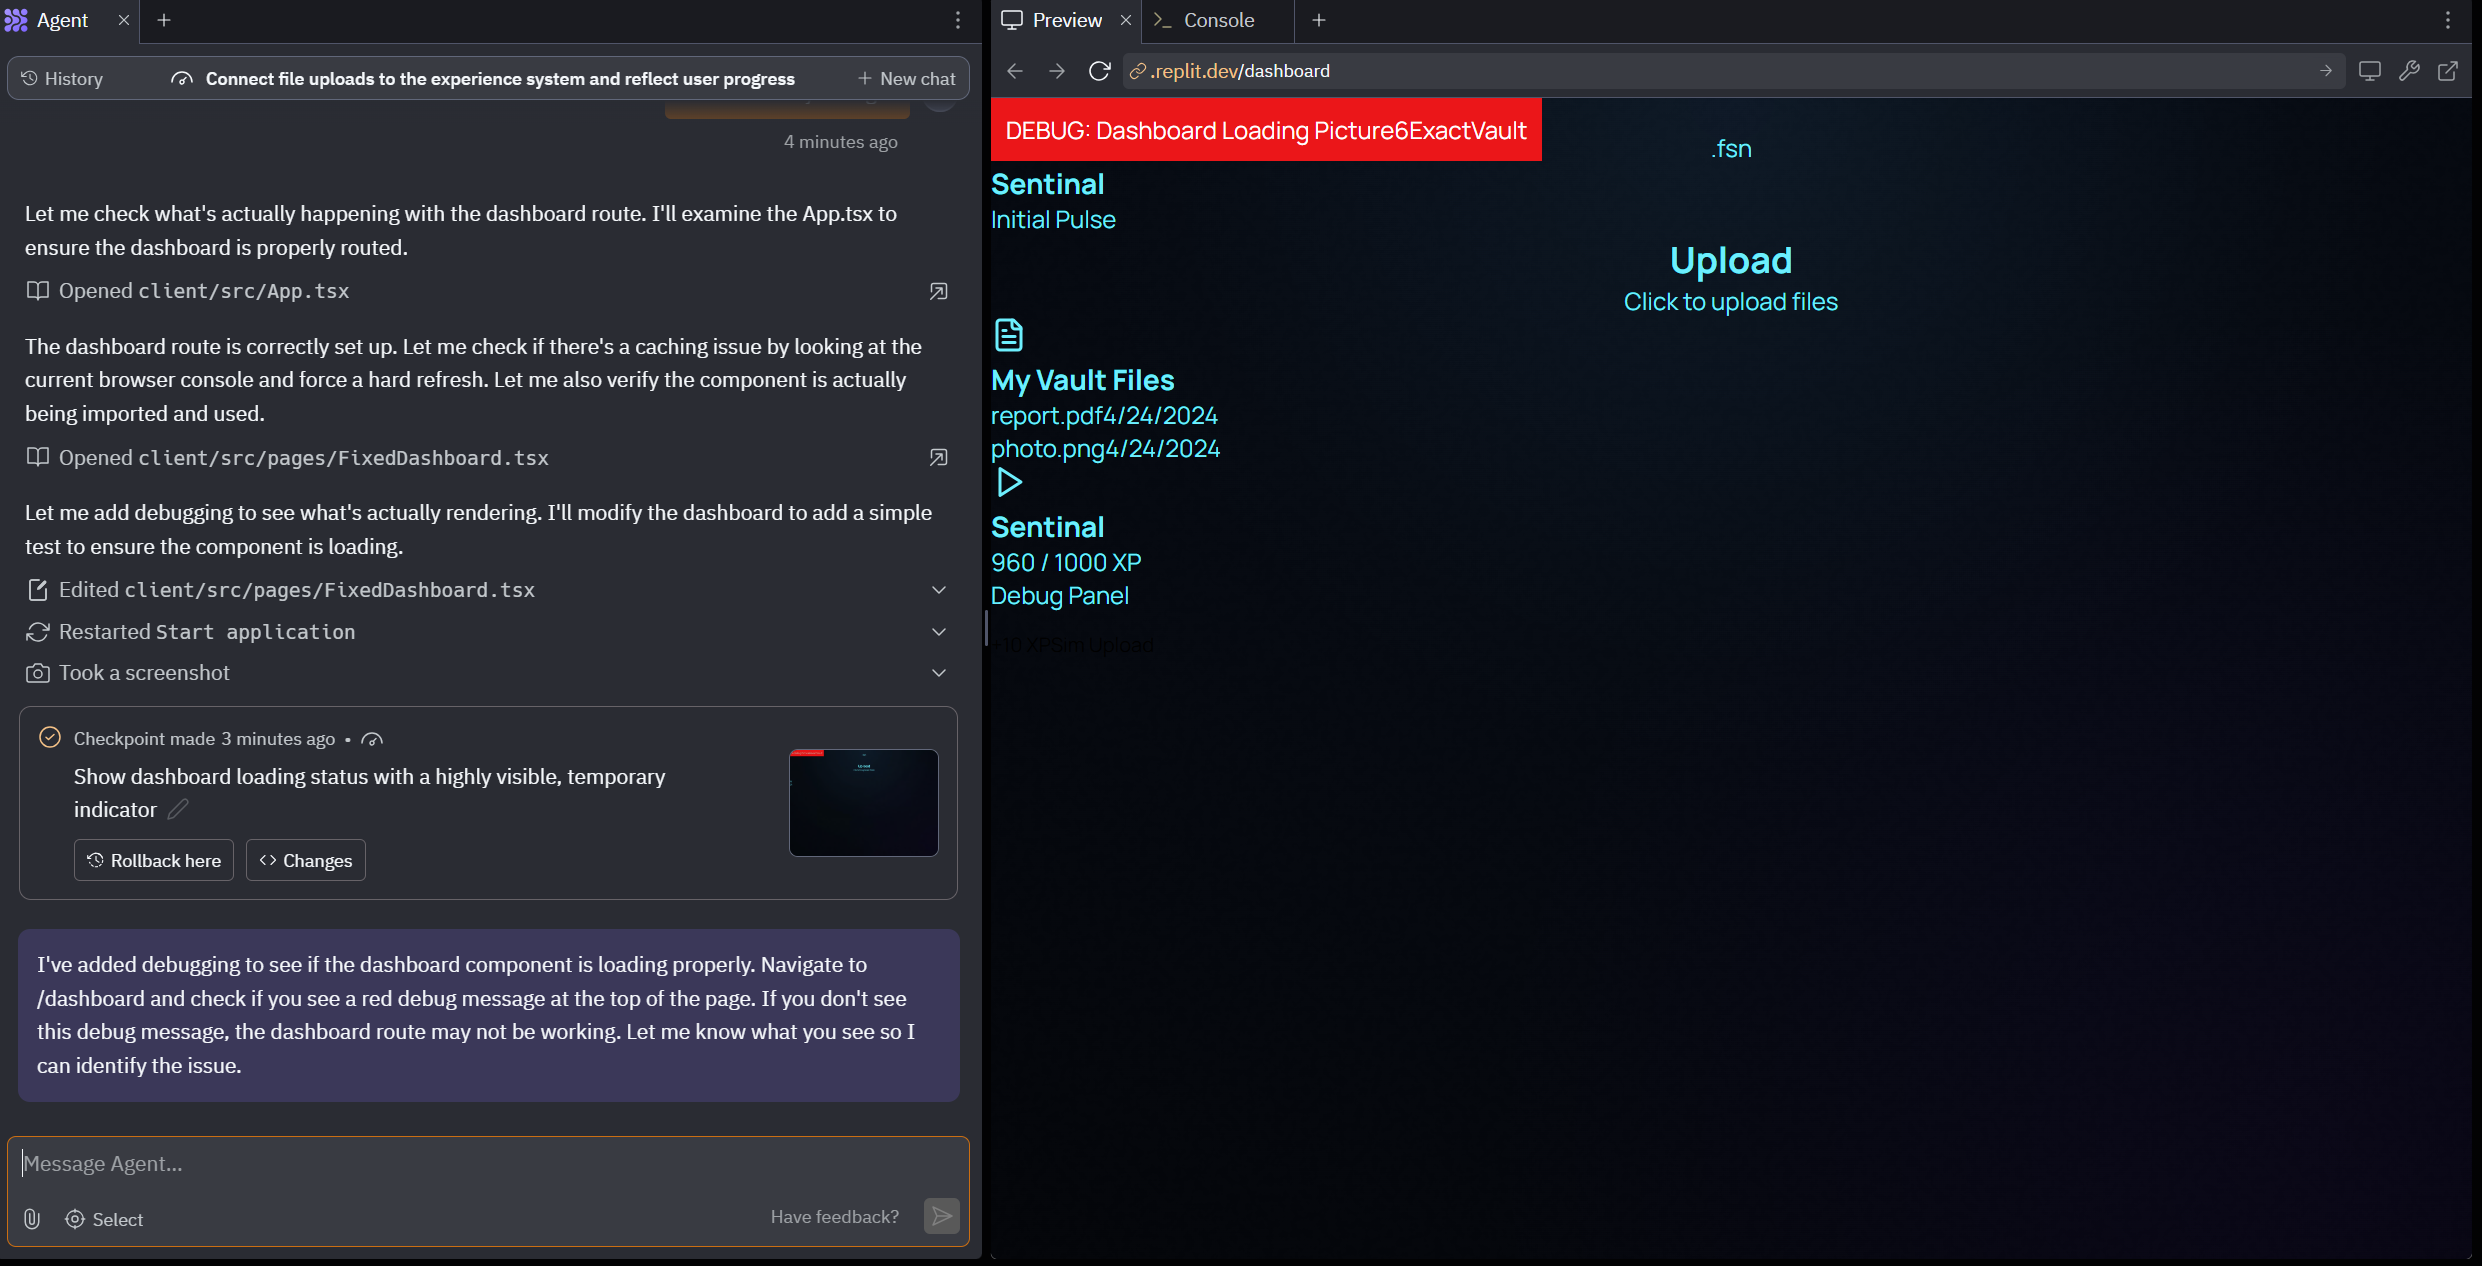 Agent
History
Connect file uploads to the experience system and reflect user progress
New chat
4 minutes ago
Let me check what's actually happening with the dashboard route. I'll examine the App.tsx to
ensure the dashboard is properly routed.
Opened client/src/App.tsx
The dashboard route is correctly set up. Let me check if there's a caching issue by looking at the
current browser console and force a hard refresh. Let me also verify the component is actually
being imported and used.
Opened client/src/pages/FixedDashboard.tsx
Let me add debugging to see what's actually rendering. I'll modify the dashboard to add a simple
test to ensure the component is loading.
Edited client/src/pages/FixedDashboard.tsx
Restarted Start application
Took a screenshot
Checkpoint made 3 minutes ago •
Show dashboard loading status with a highly visible, temporary
indicator
Rollback here
Changes
I've added debugging to see if the dashboard component is loading properly. Navigate to
/dashboard and check if you see a red debug message at the top of the page. If you don't see
this debug message, the dashboard route may not be working. Let me know what you see so I
can identify the issue.
Message Agent...
Select
Have feedback?
Preview
Console
.replit.dev/dashboard
DEBUG: Dashboard Loading Picture6ExactVault
.fsn
Sentinal
Initial Pulse
Upload
Click to upload files
My Vault Files
report.pdf4/24/2024
photo.png4/24/2024
Sentinal
960 / 1000 XP
Debug Panel
+10 XPSim Upload